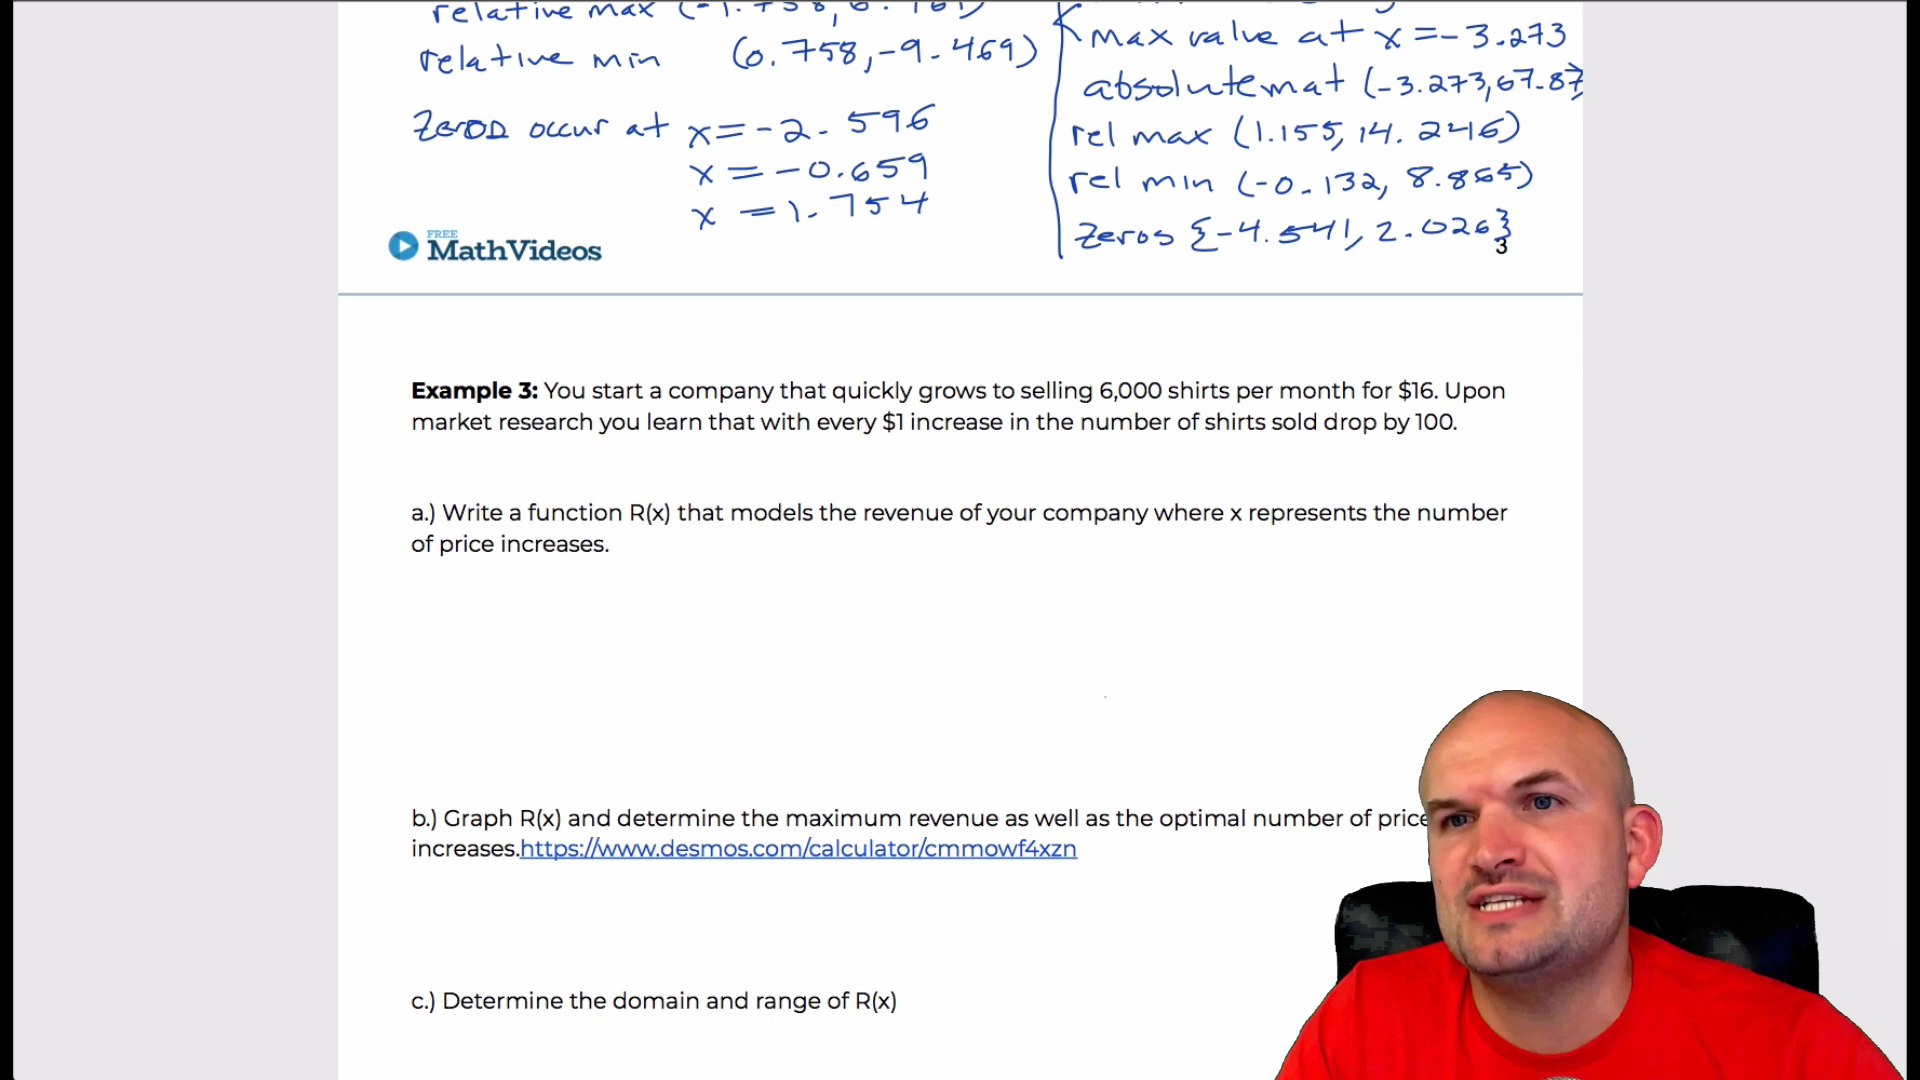 relative max
relative min (0.758, -9.469)
Zeros occur at x = -2.596
x = -0.659
x = 1.754
max value at x = -3.273
absolute mat (-3.273, 67.87
rel max (1.155, 14.246)
rel min (-0.132, 8.865)
Zeros {-4.541, 2.026}
3
FREE
MathVideos
Example 3: You start a company that quickly grows to selling 6,000 shirts per month for $16. Upon
market research you learn that with every $1 increase in the number of shirts sold drop by 100.
a.) Write a function R(x) that models the revenue of your company where x represents the number
of price increases.
b.) Graph R(x) and determine the maximum revenue as well as the optimal number of price
increases.https://www.desmos.com/calculator/cmmowf4xzn
c.) Determine the domain and range of R(x)